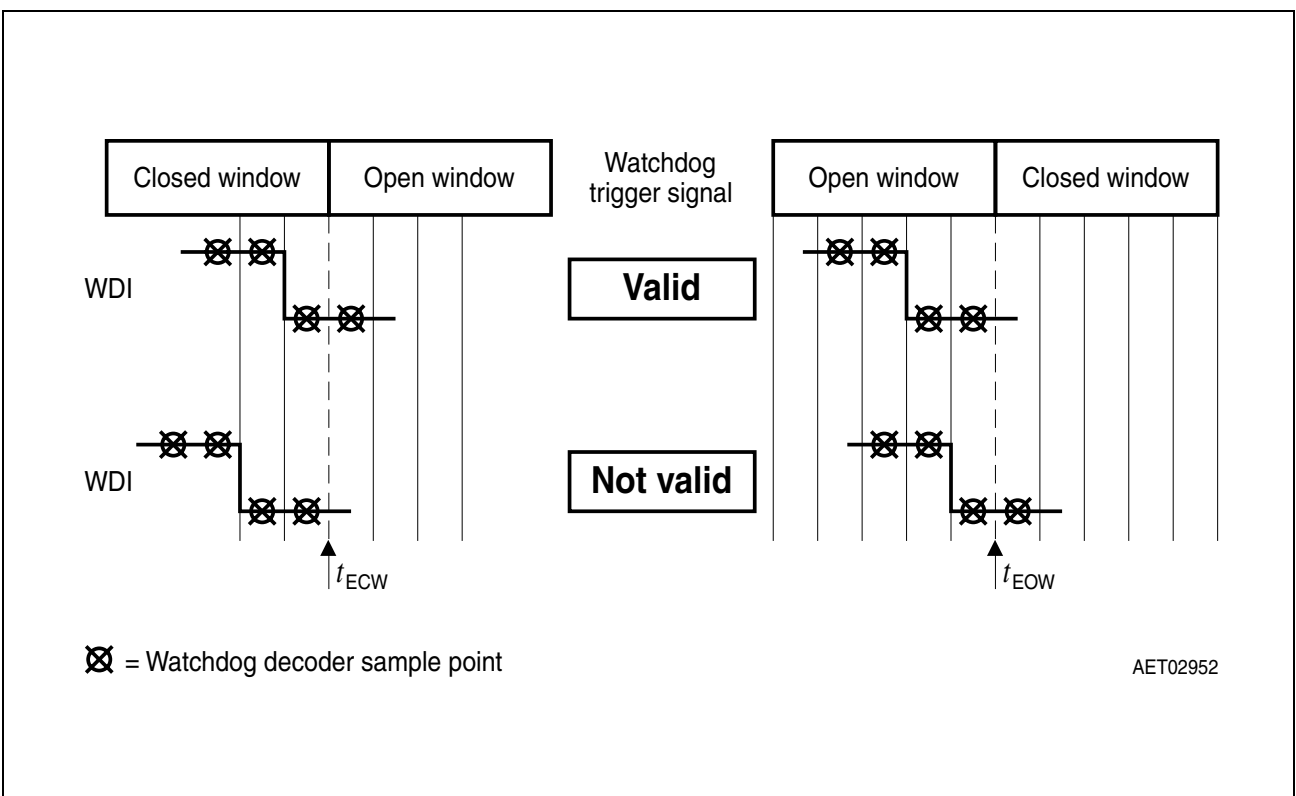 Closed window
Open window
Watchdog
trigger signal
Open window
Closed window
WDI
Valid
WDI
Not valid
tECW
tEOW
= Watchdog decoder sample point
AET02952